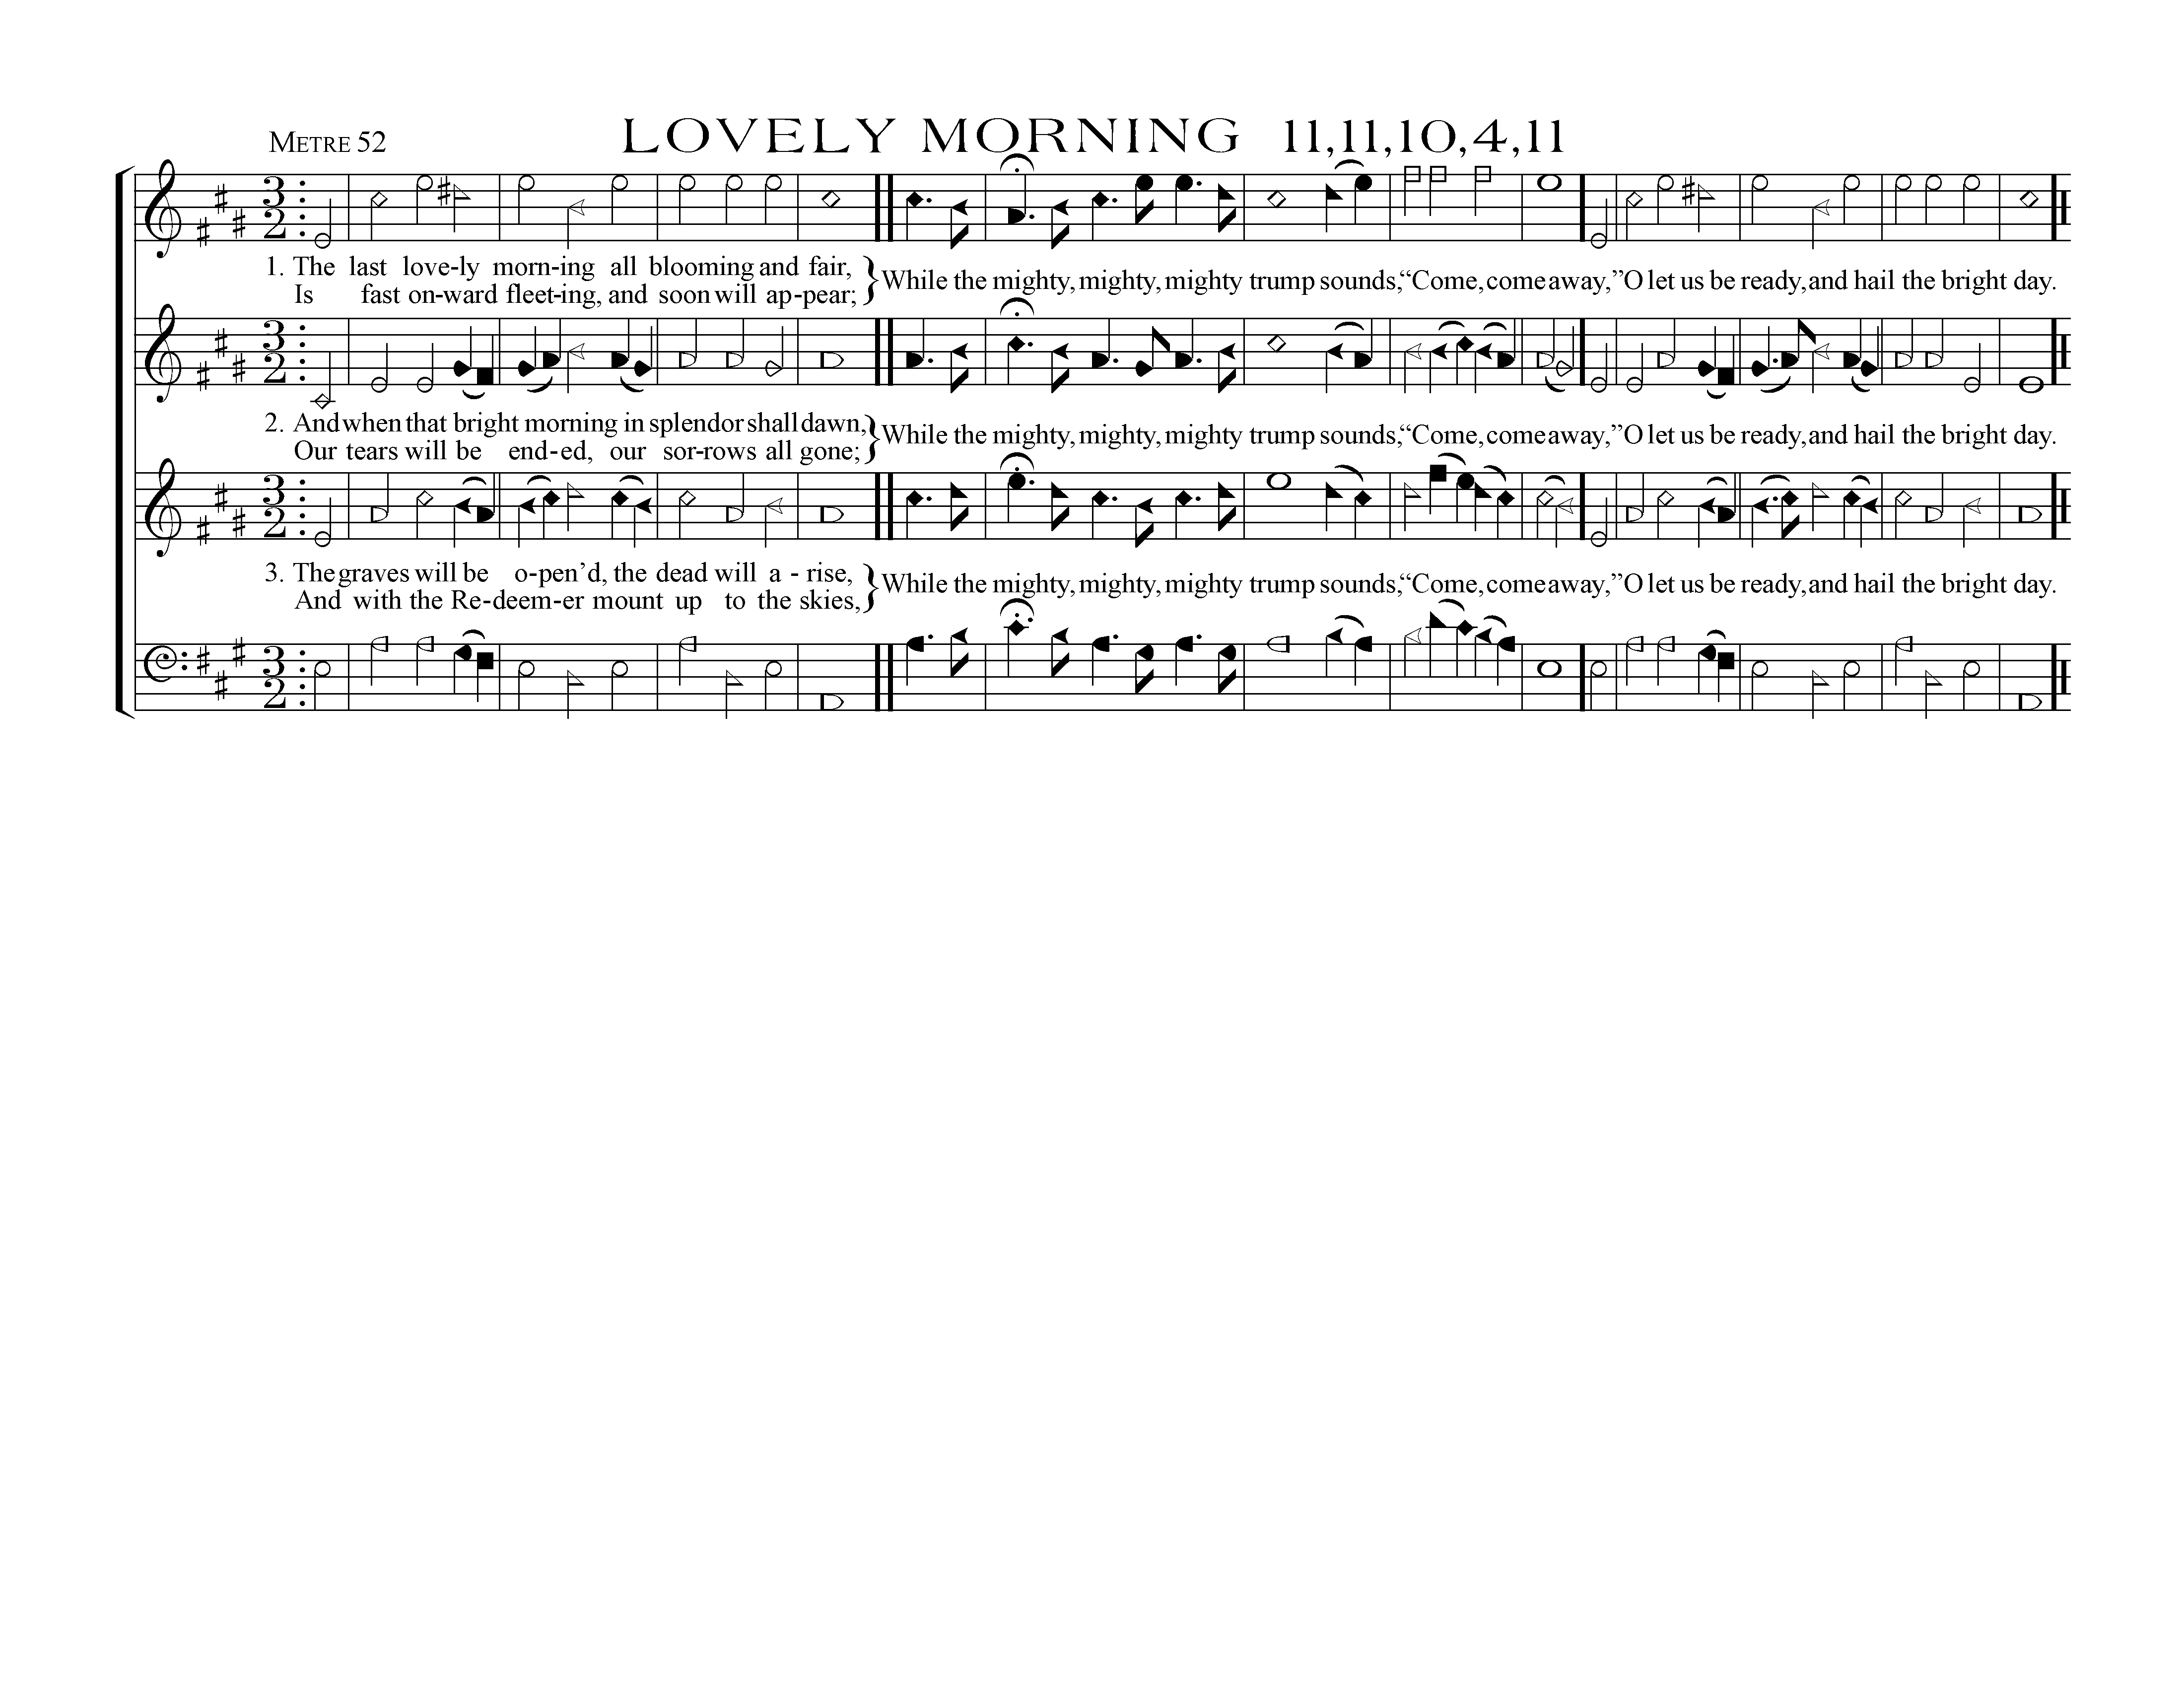 METRE 52
LOVELY MORNING 11,11,10,4,11
1. The last love-ly morn-ing all blooming and fair,
Is fast on-ward fleet-ing, and soon will ap-pear;
While the mighty, mighty, mighty trump sounds, “Come, come away,” O let us be ready, and hail the bright day.
2. And when that bright morning in splendor shall dawn,
Our tears will be end-ed, our sor-rows all gone;
While the mighty, mighty, mighty trump sounds, “Come, come away,” O let us be ready, and hail the bright day.
3. The graves will be o-pen’d, the dead will a - rise,
And with the Re-deem-er mount up to the skies,
While the mighty, mighty, mighty trump sounds, “Come, come away,” O let us be ready, and hail the bright day.